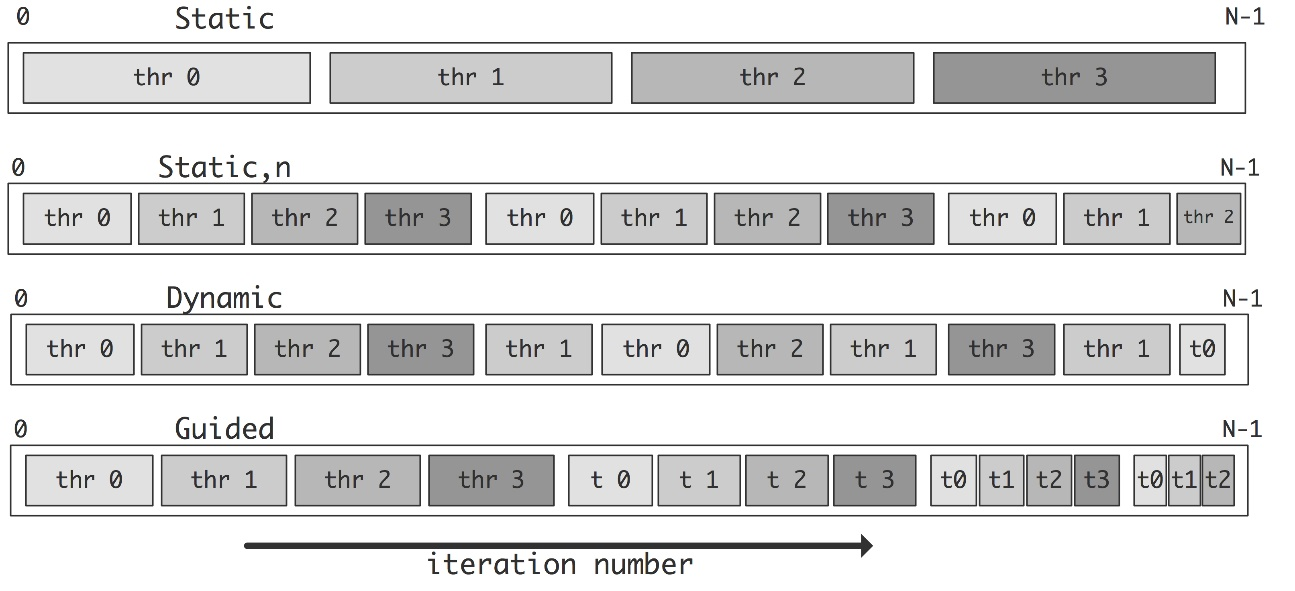 0 Static N-1
thr 0 thr 1 thr 2 thr 3
0 Static,n N-1
thr 0 thr 1 thr 2 thr 3 thr 0 thr 1 thr 2 thr 3 thr 0 thr 1 thr 2
0 Dynamic N-1
thr 0 thr 1 thr 2 thr 3 thr 1 thr 0 thr 2 thr 1 thr 3 thr 1 t0
0 Guided N-1
thr 0 thr 1 thr 2 thr 3 t 0 t 1 t 2 t 3 t0 t1 t2 t3 t0 t1 t2
iteration number